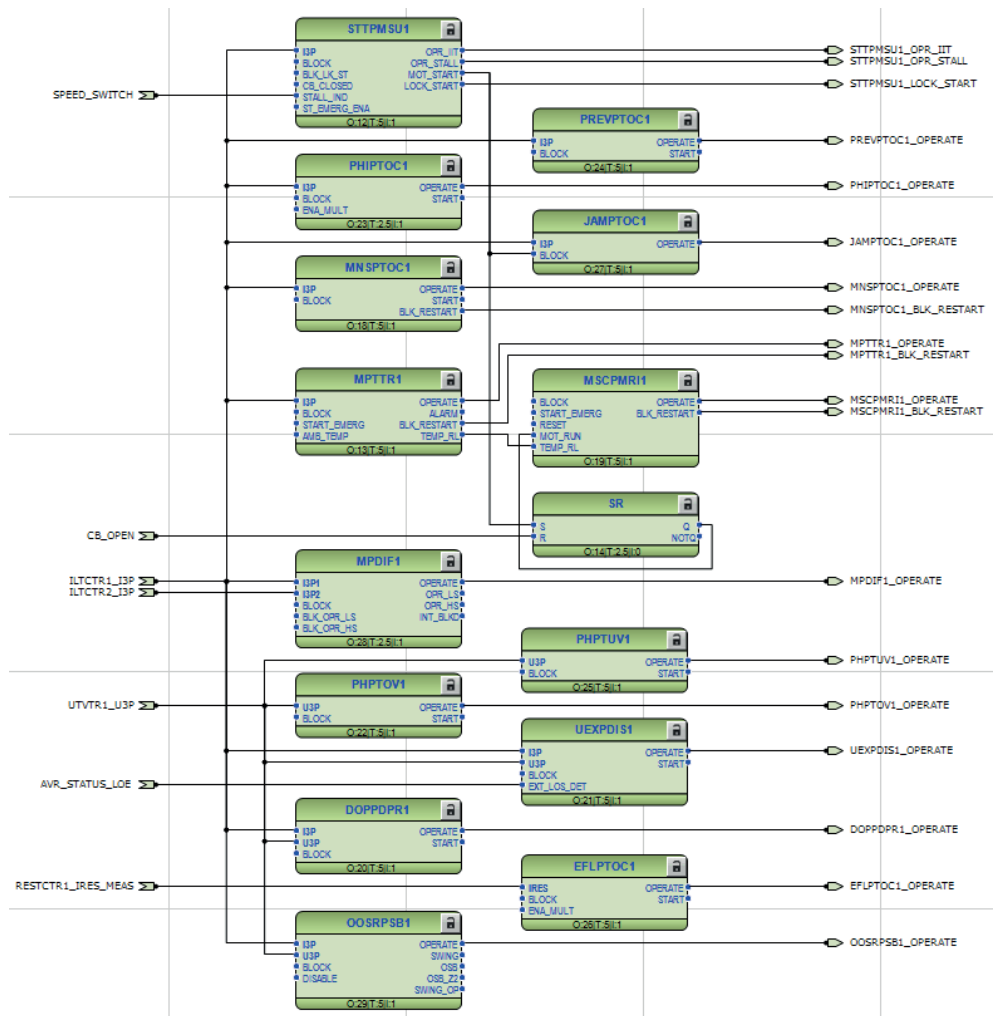 STTPMSU1
I3P OPR_IIT STTPMSU1_OPR_IIT
BLOCK OPR_STALL STTPMSU1_OPR_STALL
BLK_LK_ST MOT_START
CB_CLOSED LOCK_START STTPMSU1_LOCK_START
SPEED_SWITCH STALL_IND
ST_EMERG_ENA
O:12|T:5|I:1
PREVPTOC1
I3P OPERATE PREVPTOC1_OPERATE
BLOCK START
O:24|T:5|I:1
PHIPTOC1
I3P OPERATE PHIPTOC1_OPERATE
BLOCK START
ENA_MULT
O:23|T:2.5|I:1
JAMPTOC1
I3P OPERATE JAMPTOC1_OPERATE
BLOCK
O:27|T:5|I:1
MNSPTOC1
I3P OPERATE MNSPTOC1_OPERATE
BLOCK START
BLK_RESTART MNSPTOC1_BLK_RESTART
O:18|T:5|I:1
MPTTR1_OPERATE
MPTTR1_BLK_RESTART
MPTTR1
I3P OPERATE
BLOCK ALARM
START_EMERG BLK_RESTART
AMB_TEMP TEMP_RL
O:13|T:5|I:1
MSCPMRI1
BLOCK OPERATE MSCPMRI1_OPERATE
START_EMERG BLK_RESTART MSCPMRI1_BLK_RESTART
RESET
MOT_RUN
TEMP_RL
O:19|T:5|I:1
SR
S Q
CB_OPEN R NOTQ
O:14|T:2.5|I:0
MPDIF1
ILTCTR1_I3P I3P1 OPERATE MPDIF1_OPERATE
ILTCTR2_I3P I3P2 OPR_LS
BLOCK OPR_HS
BLK_OPR_LS INT_BLKD
BLK_OPR_HS
O:28|T:2.5|I:1
PHPTUV1
U3P OPERATE PHPTUV1_OPERATE
BLOCK START
O:25|T:5|I:1
PHPTOV1
UTVTR1_U3P U3P OPERATE PHPTOV1_OPERATE
BLOCK START
O:22|T:5|I:1
UEXPDIS1
I3P OPERATE UEXPDIS1_OPERATE
U3P START
BLOCK
AVR_STATUS_LOE EXT_LOS_DET
O:21|T:5|I:1
DOPPDPR1
I3P OPERATE DOPPDPR1_OPERATE
U3P START
BLOCK
O:20|T:5|I:1
EFLPTOC1
RESTCTR1_IRES_MEAS IRES OPERATE EFLPTOC1_OPERATE
BLOCK START
ENA_MULT
O:26|T:5|I:1
OOSRPSB1
I3P OPERATE OOSRPSB1_OPERATE
U3P SWING
BLOCK OSB
DISABLE OSB_Z2
SWING_OP
O:29|T:5|I:1